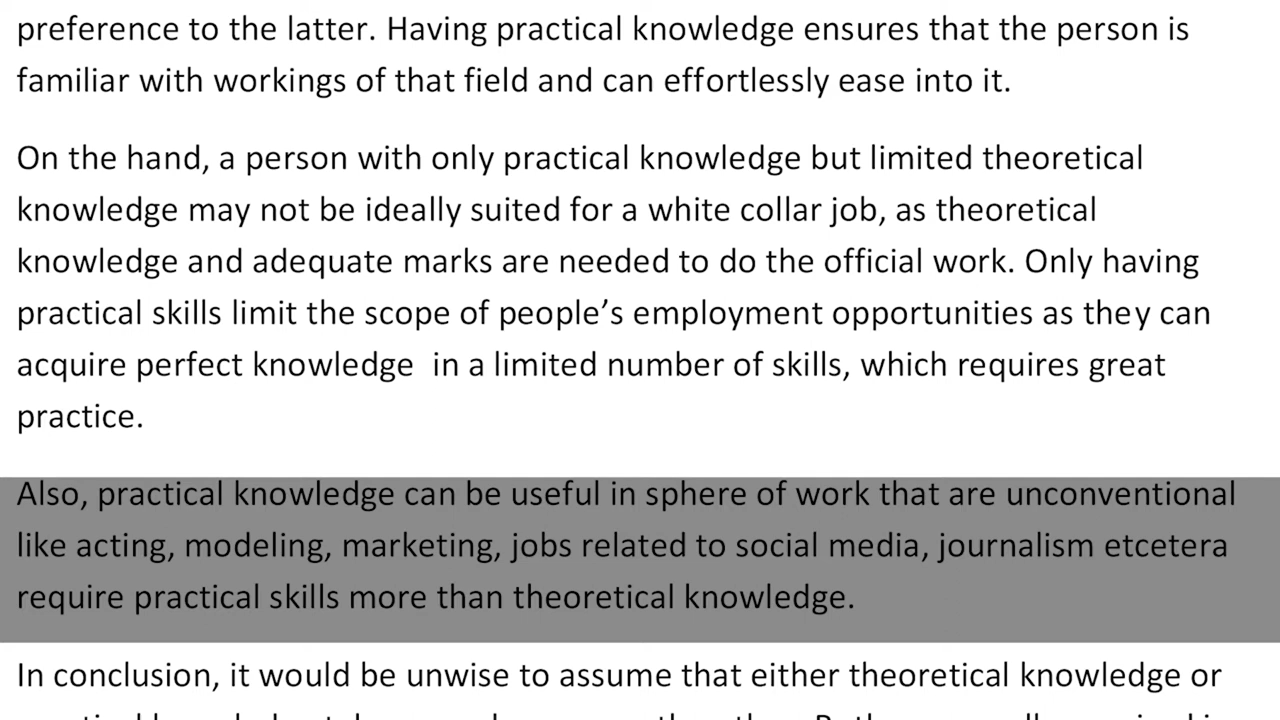 preference to the latter. Having practical knowledge ensures that the person is
familiar with workings of that field and can effortlessly ease into it.
On the hand, a person with only practical knowledge but limited theoretical
knowledge may not be ideally suited for a white collar job, as theoretical
knowledge and adequate marks are needed to do the official work. Only having
practical skills limit the scope of people’s employment opportunities as they can
acquire perfect knowledge  in a limited number of skills, which requires great
practice.
Also, practical knowledge can be useful in sphere of work that are unconventional
like acting, modeling, marketing, jobs related to social media, journalism etcetera
require practical skills more than theoretical knowledge.
In conclusion, it would be unwise to assume that either theoretical knowledge or